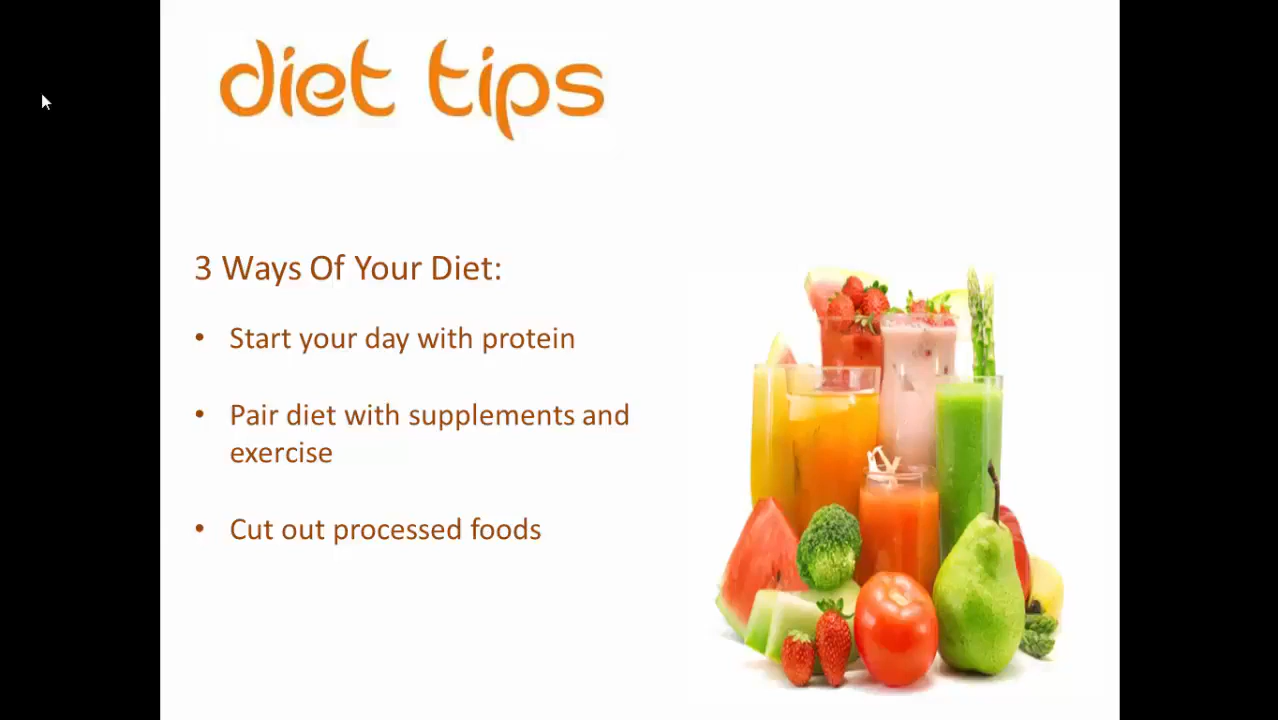 diet tips
3 Ways Of Your Diet:
• Start your day with protein
• Pair diet with supplements and
exercise
• Cut out processed foods